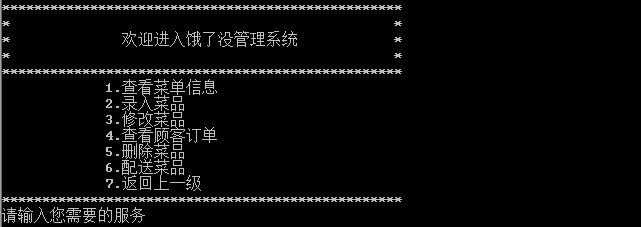 **************************************************
*                                                *
*             欢迎进入饿了没管理系统             *
*                                                *
**************************************************
1.查看菜单信息
2.录入菜品
3.修改菜品
4.查看顾客订单
5.删除菜品
6.配送菜品
7.返回上一级
**************************************************
请输入您需要的服务